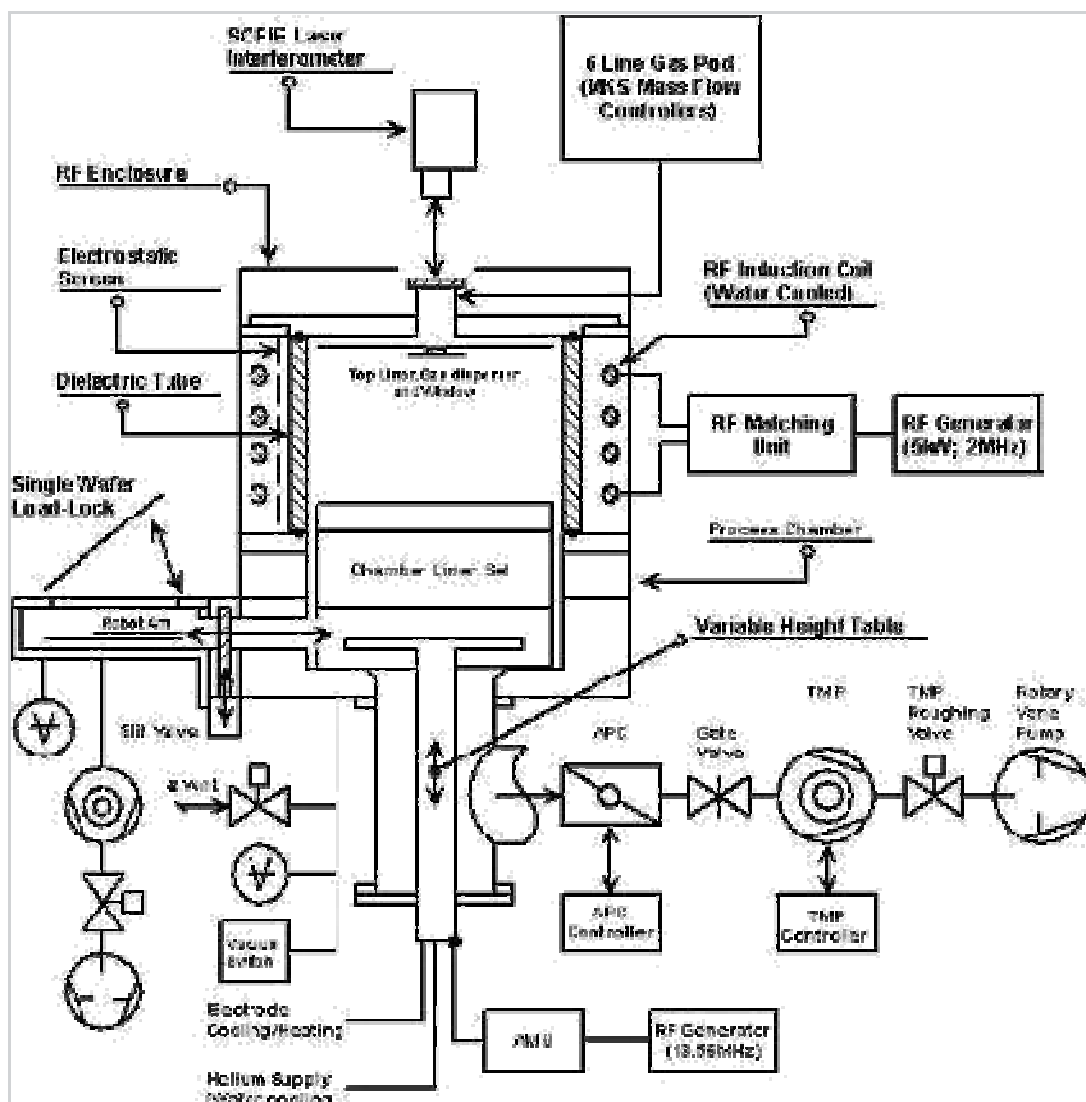 Laser
Interferometer
6 Line Gas Pod
(MKS Mass Flow
Controllers)
RF Enclosure
Electrostatic
Screen
RF Induction Coil
(Water Cooled)
Dielectric Tube
Top Liner, Gas disperser
and Window
RF Matching
Unit
RF Generator
(5kW; 2MHz)
Single Wafer
Load-Lock
Process Chamber
Chamber Liner Set
Robot Arm
Variable Height Table
Slit Valve
APC
Gate
Valve
TMP
TMP
Roughing
Valve
Rotary
Vane
Pump
Vent
APC
Controller
TMP
Controller
Electrode
Cooling/Heating
AMU
RF Generator
(13.56MHz)
Helium Supply